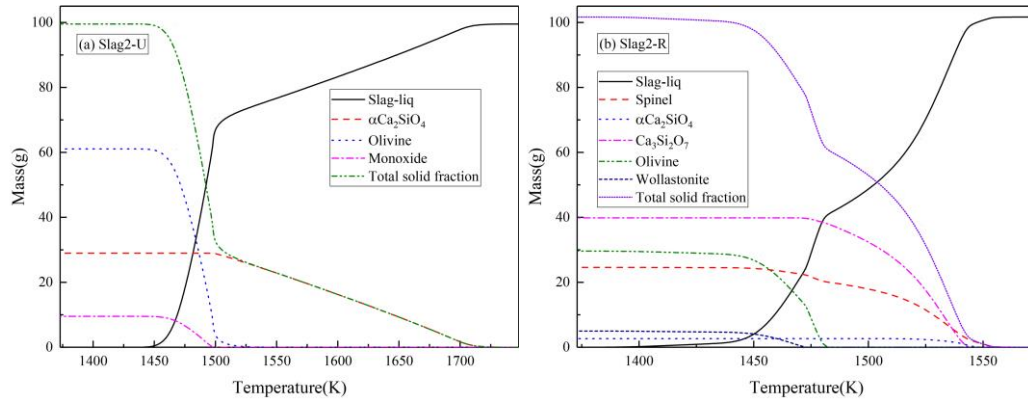 (a) Slag2-U
Slag-liq
αCa₂SiO₄
Olivine
Monoxide
Total solid fraction
Mass(g)
100
80
60
40
20
0
1400
1450
1500
1550
1600
1650
1700
Temperature(K)
(b) Slag2-R
Slag-liq
Spinel
αCa₂SiO₄
Ca₃Si₂O₇
Olivine
Wollastonite
Total solid fraction
Mass(g)
100
80
60
40
20
0
1400
1450
1500
1550
Temperature(K)